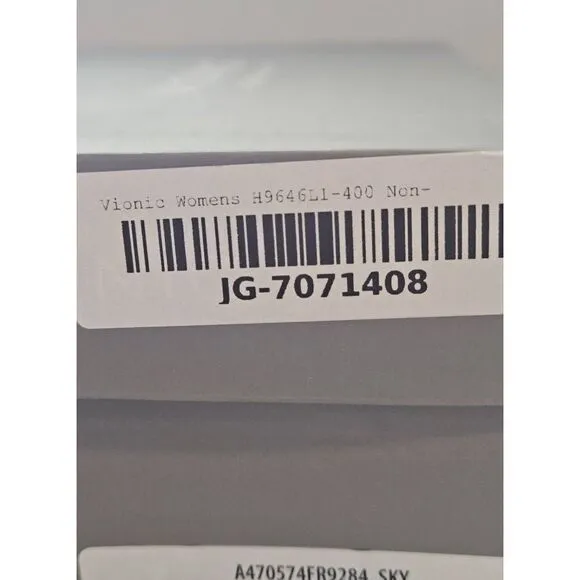 Vionic Womens H9646L1-400 Non-
JG-7071408
A470574FR9284 SKY